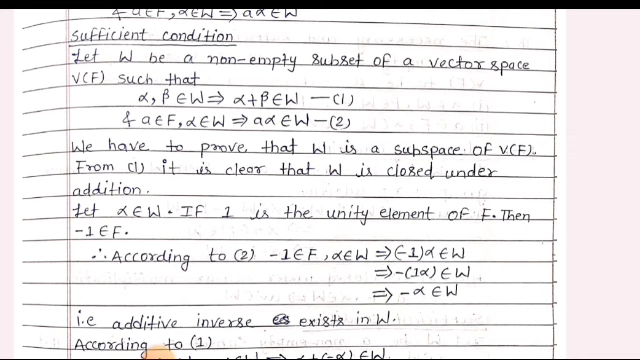 & a∈F, α∈W ⇒ aα∈W
Sufficient condition
Let W be a non-empty subset of a vector space
V(F) such that
α, β ∈ W ⇒ α+β ∈ W —(1)
& a∈F, α∈W ⇒ aα∈W —(2)
We have to prove that W is a subspace of V(F).
From (1) it is clear that W is closed under
addition.
Let α∈W. If 1 is the unity element of F. Then
-1∈F.
∴ According to (2) -1∈F, α∈W ⇒ (-1)α∈W
⇒ -(1α)∈W
⇒ -α∈W
i.e additive inverse exists in W.
According to (1)
⇒ α+(-α)∈W